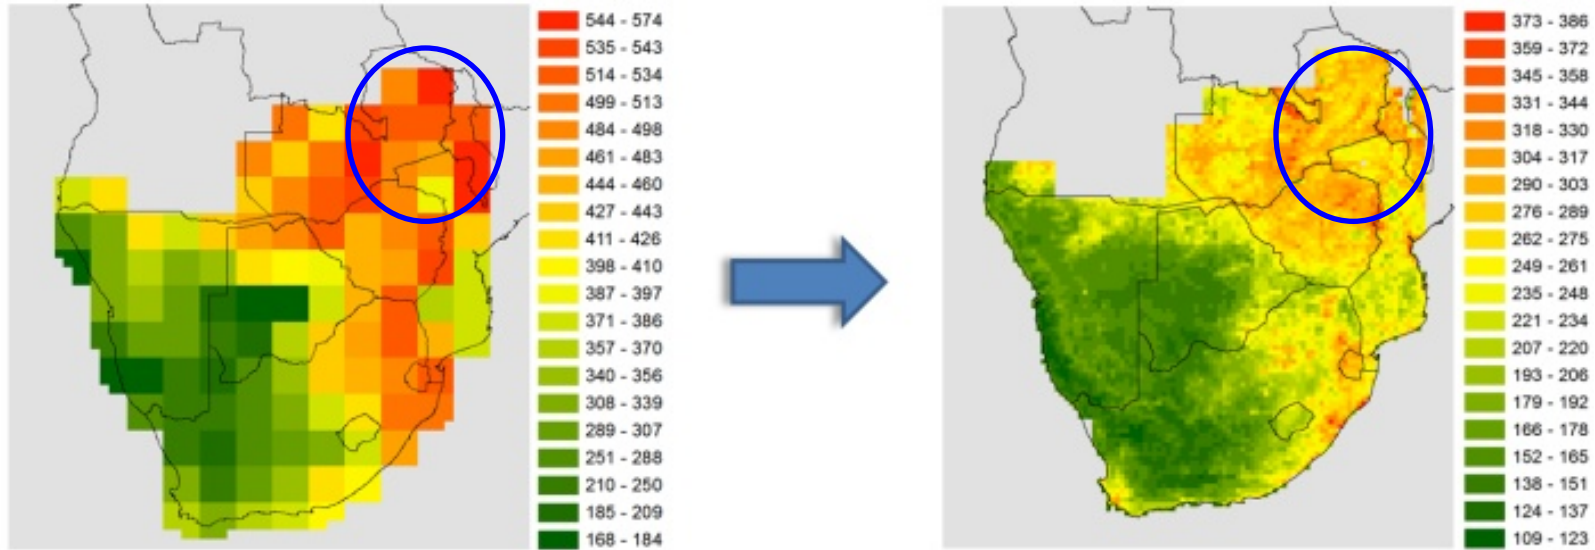 544 - 574
535 - 543
514 - 534
499 - 513
484 - 498
461 - 483
444 - 460
427 - 443
411 - 426
398 - 410
387 - 397
371 - 386
357 - 370
340 - 356
308 - 339
289 - 307
251 - 288
210 - 250
185 - 209
168 - 184
373 - 386
359 - 372
345 - 358
331 - 344
318 - 330
304 - 317
290 - 303
276 - 289
262 - 275
249 - 261
235 - 248
221 - 234
207 - 220
193 - 206
179 - 192
166 - 178
152 - 165
138 - 151
124 - 137
109 - 123